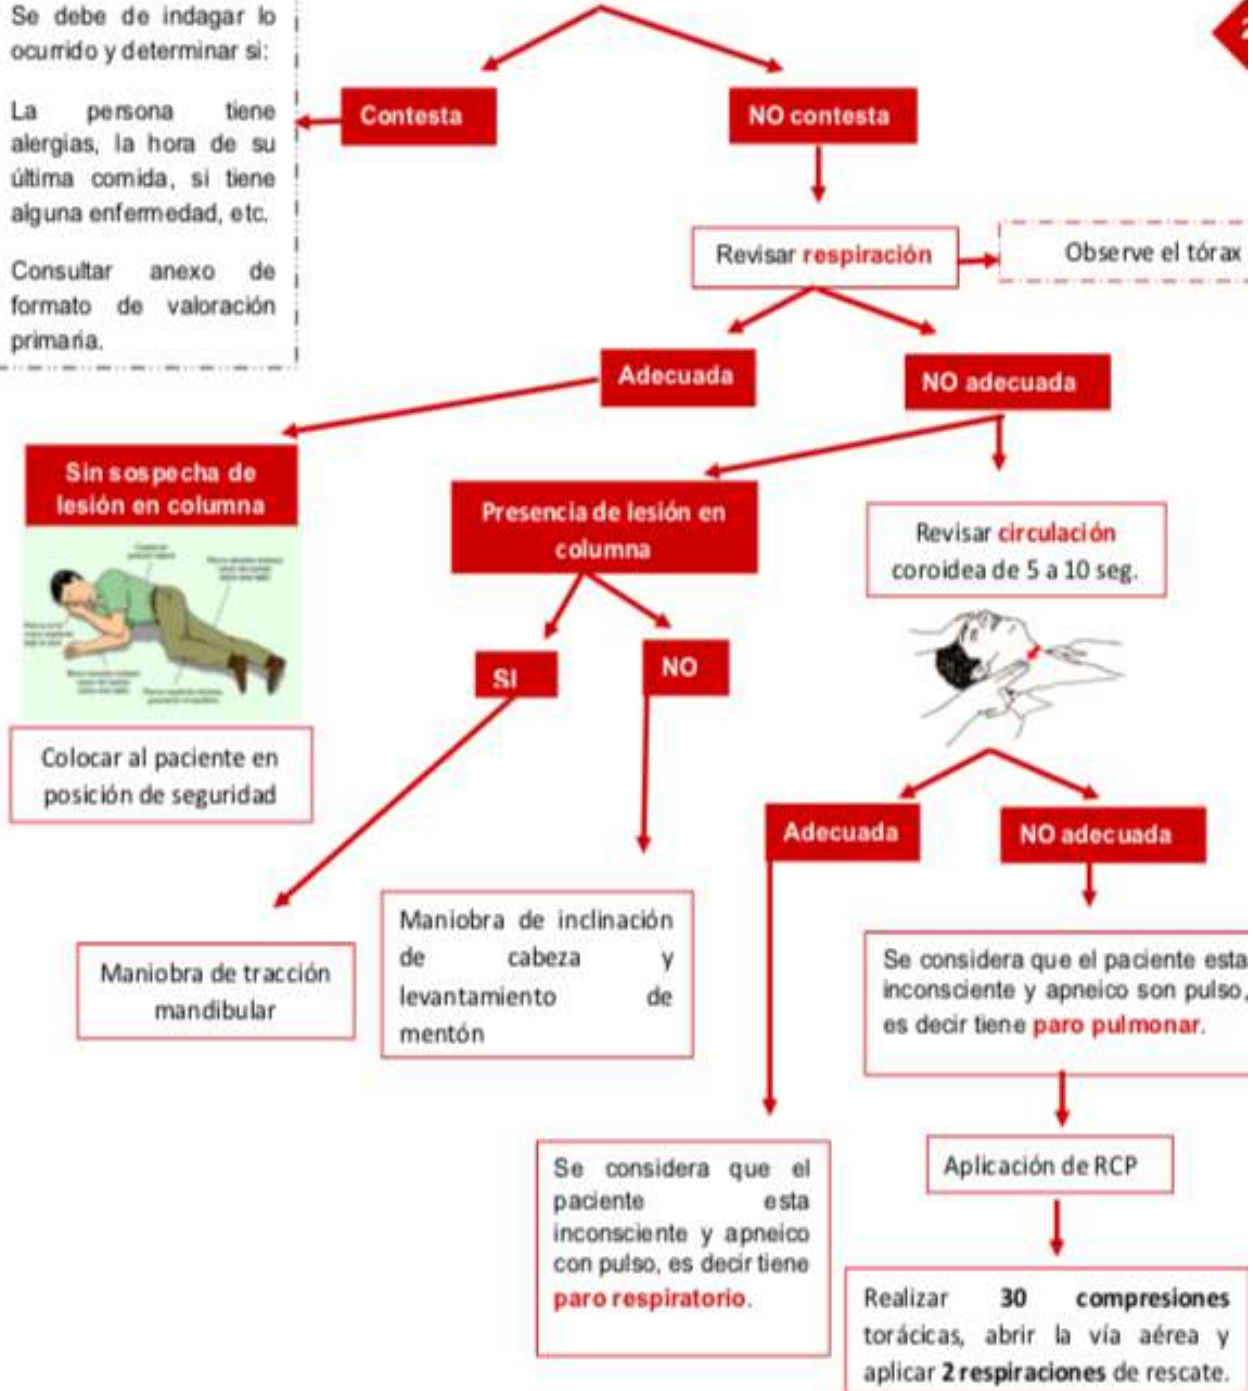 Se debe de indagar lo
ocurrido y determinar si:
La persona tiene
alergias, la hora de su
última comida, si tiene
alguna enfermedad, etc.
Consultar anexo de
formato de valoración
primaria.
Contesta
NO contesta
2
Revisar respiración
Observe el tórax
Adecuada
NO adecuada
Sin sospecha de
lesión en columna
Presencia de lesión en
columna
Revisar circulación
coroidea de 5 a 10 seg.
SI
NO
Colocar al paciente en
posición de seguridad
Adecuada
NO adecuada
Maniobra de tracción
mandibular
Maniobra de inclinación
de cabeza y
levantamiento de
mentón
Se considera que el paciente esta
inconsciente y apneico son pulso,
es decir tiene paro pulmonar.
Aplicación de RCP
Se considera que el
paciente esta
inconsciente y apneico
con pulso, es decir tiene
paro respiratorio.
Realizar 30 compresiones
torácicas, abrir la vía aérea y
aplicar 2 respiraciones de rescate.